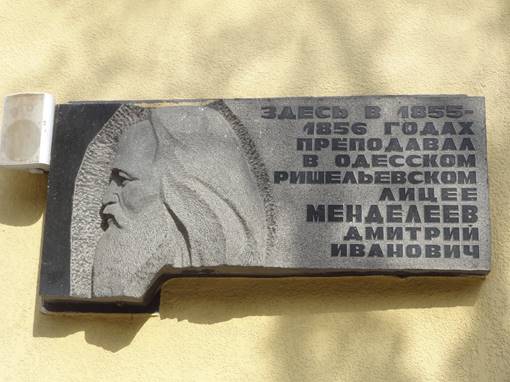 ЗДЕСЬ В 1855-
1856 ГОДАХ
ПРЕПОДАВАЛ
В ОДЕССКОМ
РИШЕЛЬЕВСКОМ
ЛИЦЕЕ
МЕНДЕЛЕЕВ
ДМИТРИЙ
ИВАНОВИЧ